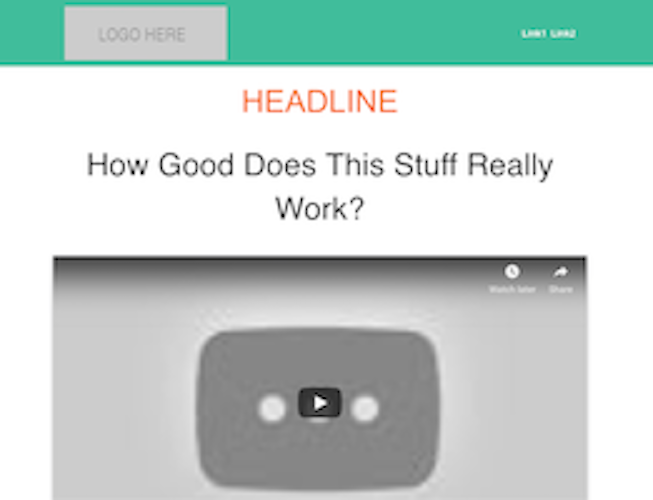 LOGO HERE
Link1 Link2
HEADLINE
How Good Does This Stuff Really
Work?
Watch later Share